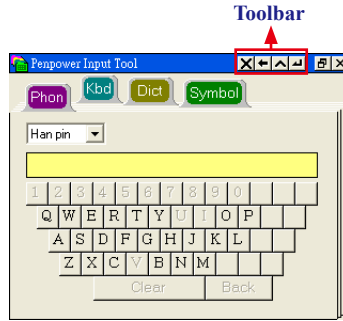 Toolbar
Penpower Input Tool
Phon Kbd Dict Symbol
Han pin
1 2 3 4 5 6 7 8 9 0
Q W E R T Y U I O P
A S D F G H J K L
Z X C V B N M
Clear Back